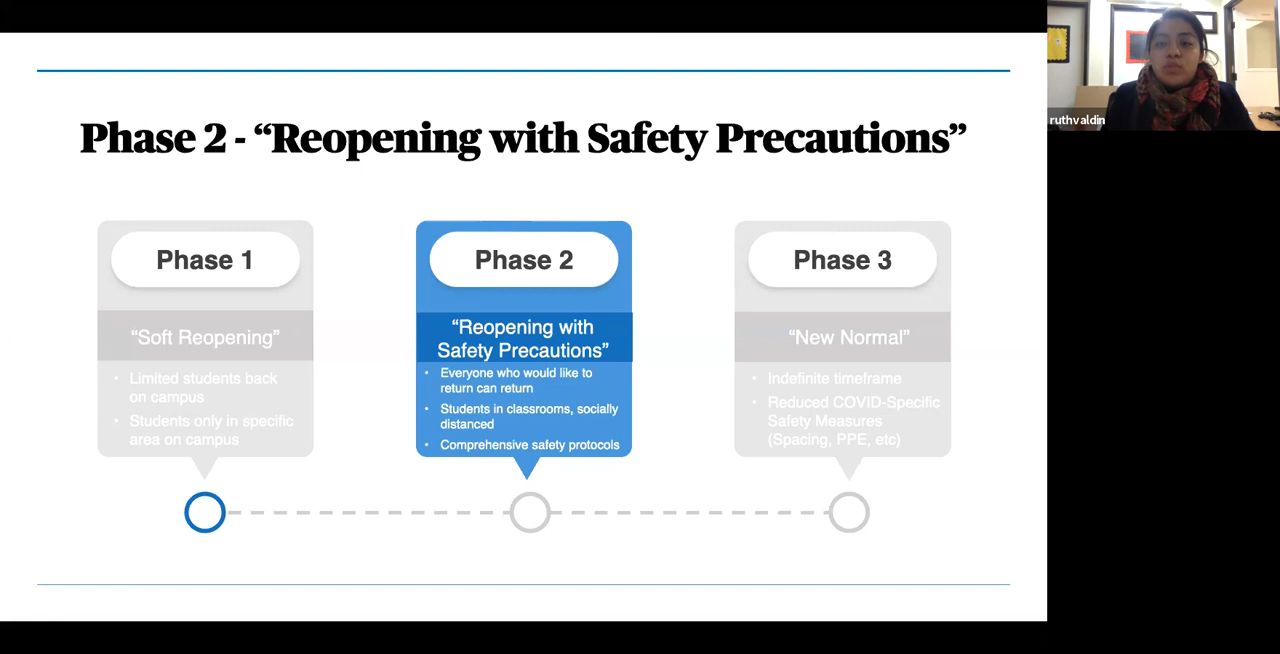 Phase 2 - “Reopening with Safety Precautions”
Phase 1
“Soft Reopening”
• Limited students back
on campus
• Students only in specific
area on campus
Phase 2
“Reopening with
Safety Precautions”
• Everyone who would like to
return can return
• Students in classrooms, socially
distanced
• Comprehensive safety protocols
Phase 3
“New Normal”
• Indefinite timeframe
• Reduced COVID-Specific
Safety Measures
(Spacing, PPE, etc)
ruthvaldin